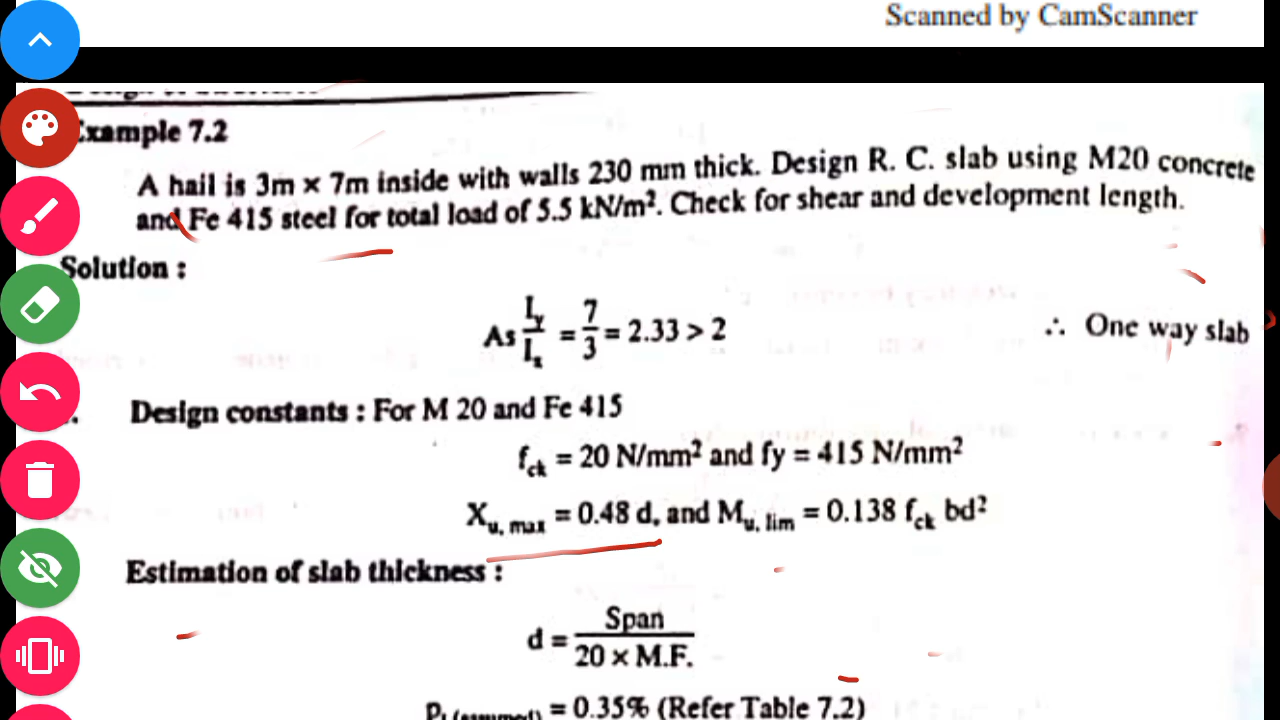 Scanned by CamScanner
Example 7.2
A hail is 3m × 7m inside with walls 230 mm thick. Design R. C. slab using M20 concrete
and Fe 415 steel for total load of 5.5 kN/m². Check for shear and development length.
Solution :
As ly/lx = 7/3 = 2.33 > 2 ∴ One way slab
Design constants : For M 20 and Fe 415
fck = 20 N/mm² and fy = 415 N/mm²
Xu, max = 0.48 d, and Mu, lim = 0.138 fck bd²
Estimation of slab thickness :
d = Span / 20 × M.F.
Pt (assumed) = 0.35% (Refer Table 7.2)